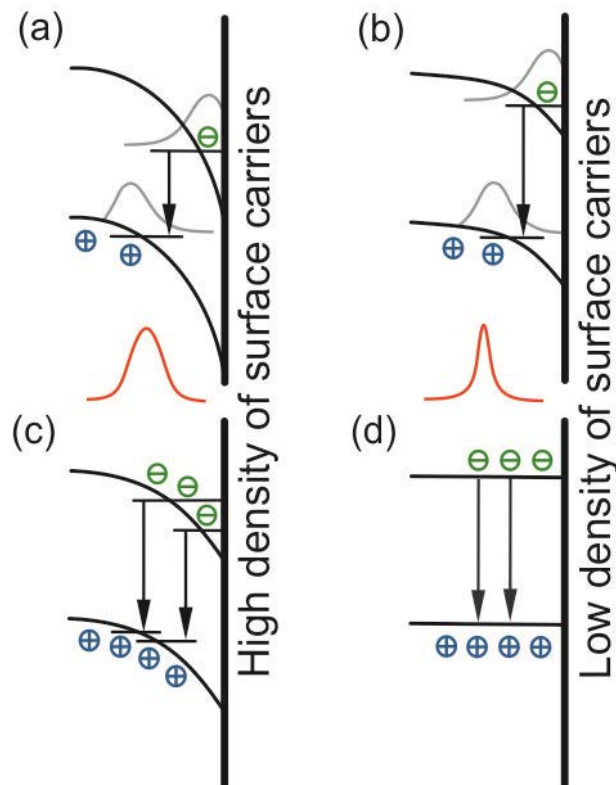 (a)
(b)
High density of surface carriers
Low density of surface carriers
(c)
(d)